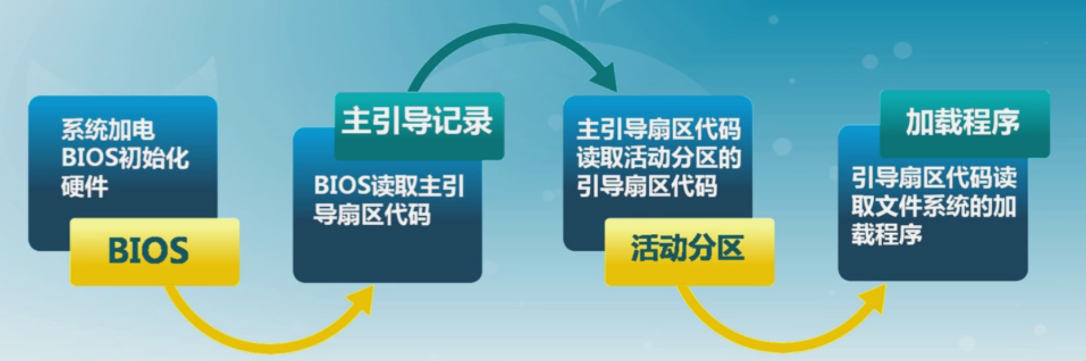 系统加电
BIOS初始化
硬件
BIOS
主引导记录
BIOS读取主引
导扇区代码
主引导扇区代码
读取活动分区的
引导扇区代码
活动分区
加载程序
引导扇区代码读
取文件系统的加
载程序